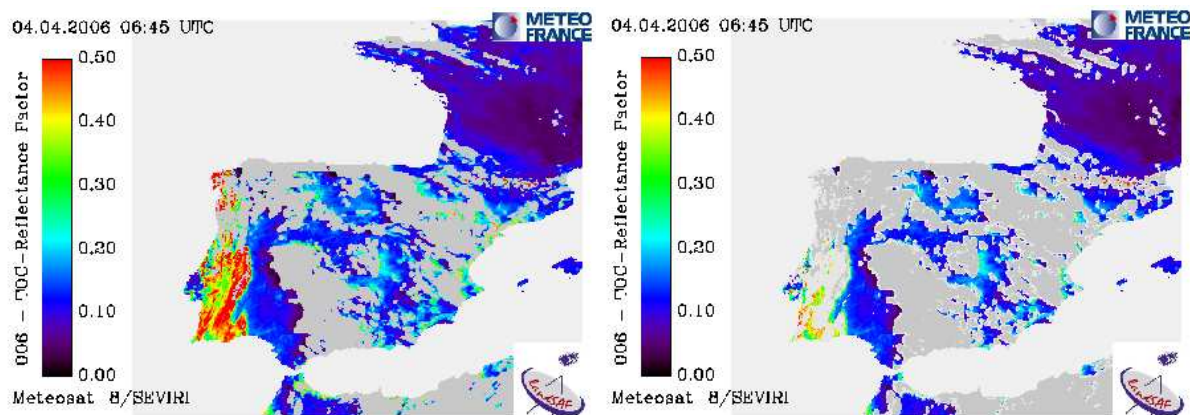 04.04.2006 06:45 UTC
METEO
FRANCE
006 - TOC-Reflectance Factor
0.50
0.40
0.30
0.20
0.10
0.00
Meteosat 8/SEVIRI
LandSAF
04.04.2006 06:45 UTC
METEO
FRANCE
006 - TOC-Reflectance Factor
0.50
0.40
0.30
0.20
0.10
0.00
Meteosat 8/SEVIRI
LandSAF